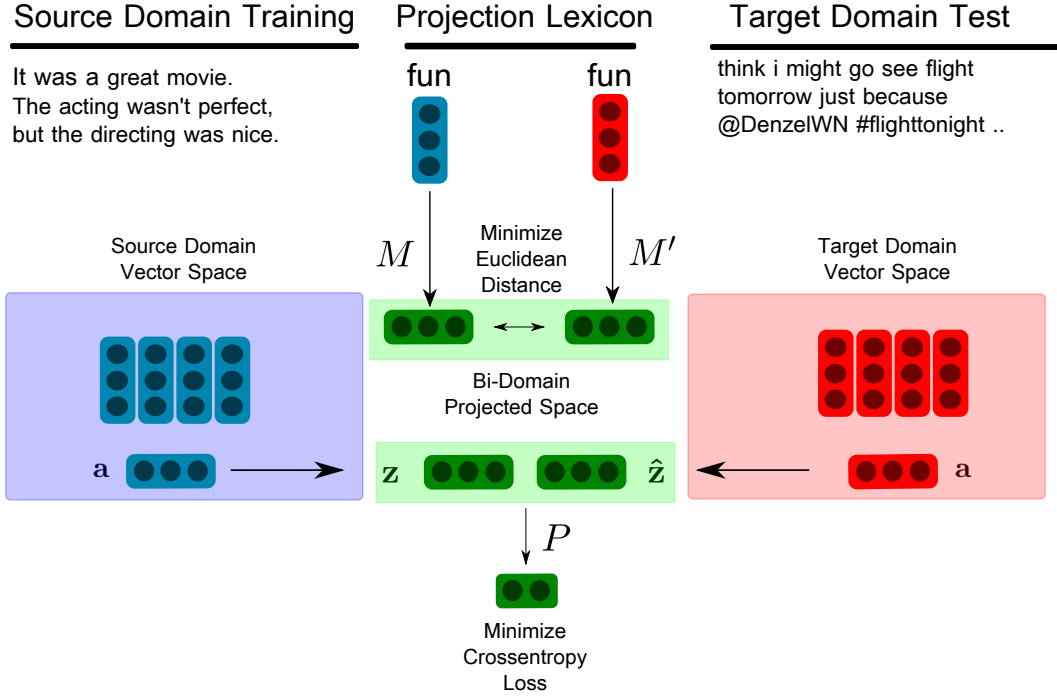 Source Domain Training
Projection Lexicon
Target Domain Test
It was a great movie.
The acting wasn't perfect,
but the directing was nice.
fun
fun
think i might go see flight
tomorrow just because
@DenzelWN #flighttonight ..
M
M′
Minimize
Euclidean
Distance
Source Domain
Vector Space
Target Domain
Vector Space
Bi-Domain
Projected Space
a
z
ẑ
a
P
Minimize
Crossentropy
Loss